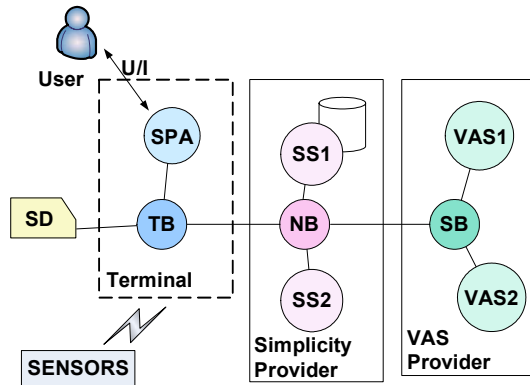 User
U/I
SPA
SD
TB
Terminal
SENSORS
SS1
NB
SS2
Simplicity
Provider
VAS1
SB
VAS2
VAS
Provider